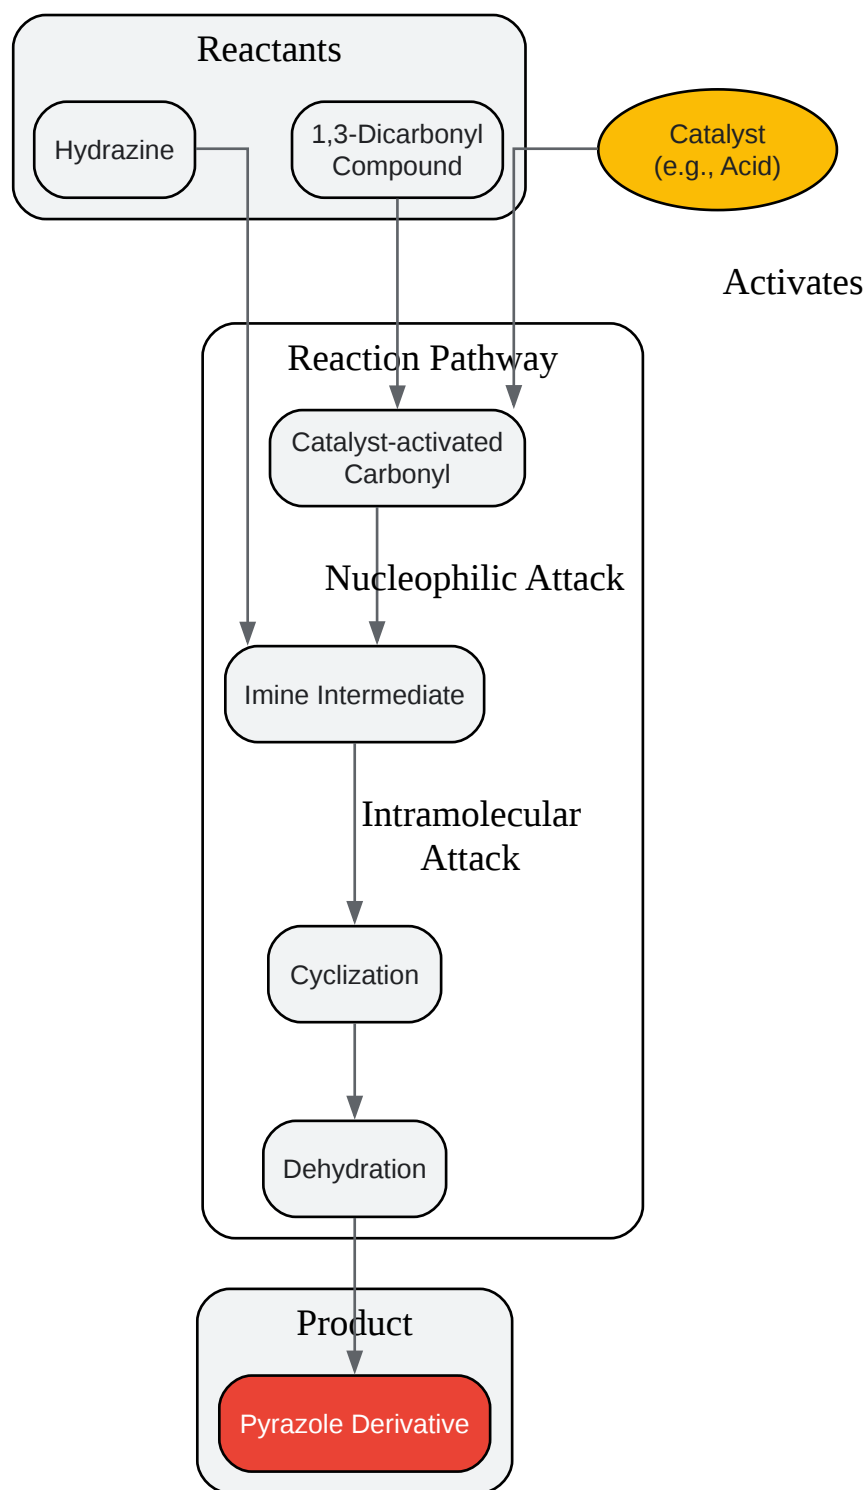 Reactants
Hydrazine
1,3-Dicarbonyl
Compound
Catalyst
(e.g., Acid)
Activates
Reaction Pathway
Catalyst-activated
Carbonyl
Nucleophilic Attack
Imine Intermediate
Intramolecular
Attack
Cyclization
Dehydration
Product
Pyrazole Derivative